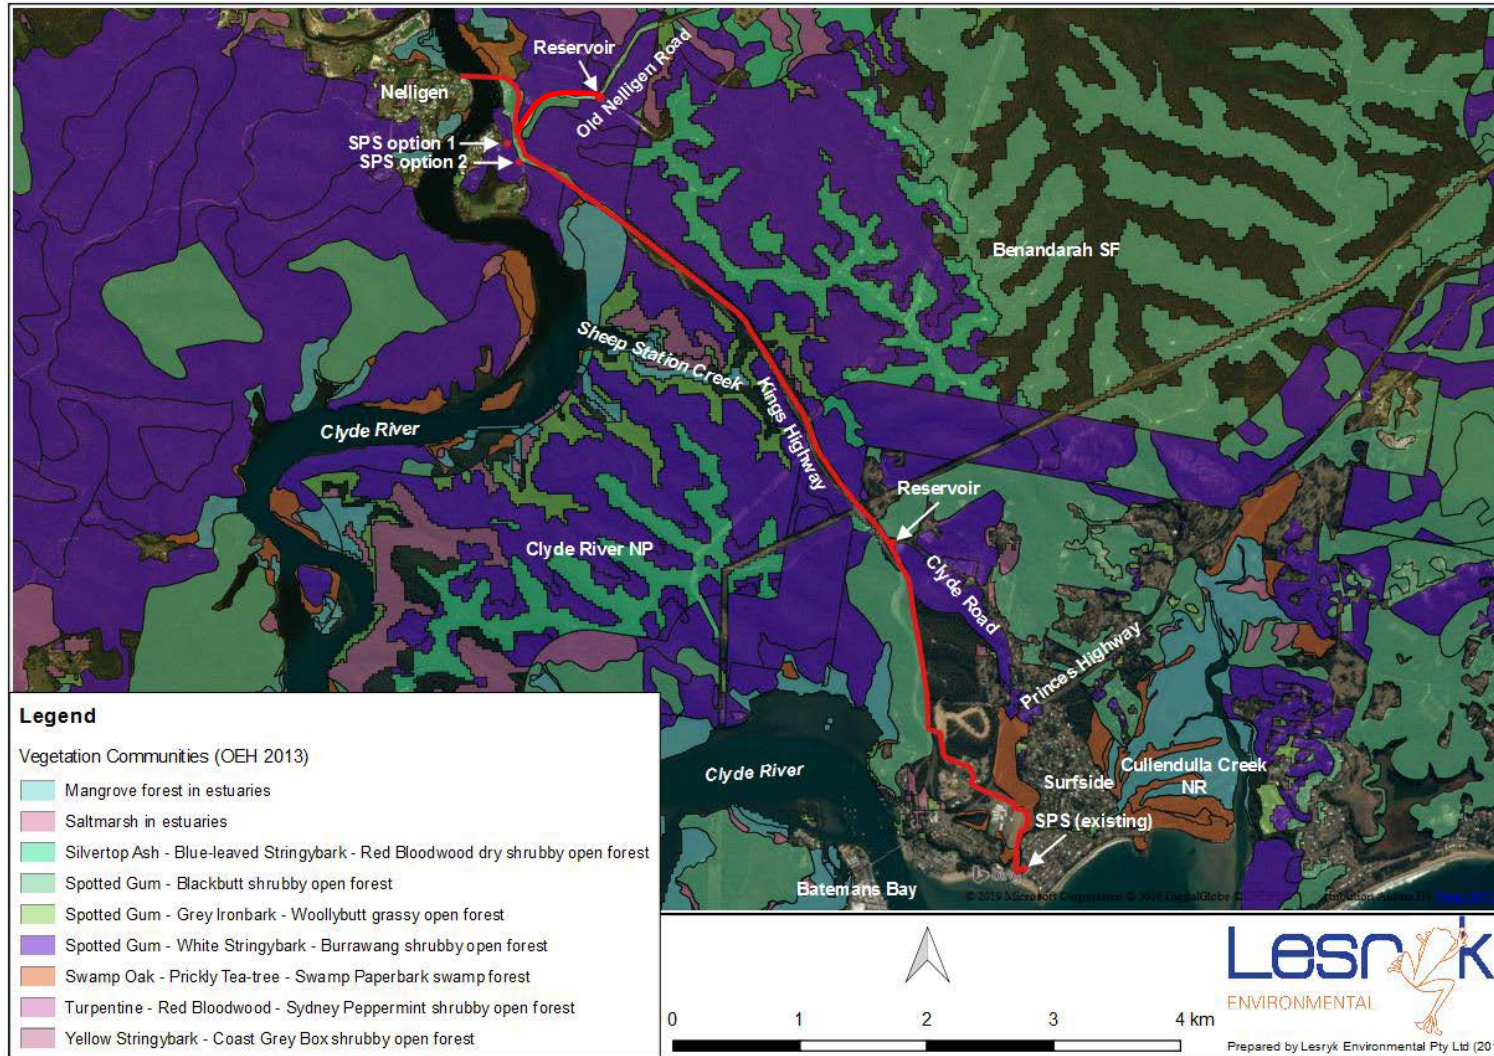 Reservoir
Nelligen
Old Nelligen Road
SPS option 1
SPS option 2
Benandarah SF
Sheep Station Creek
Kings Highway
Clyde River
Reservoir
Clyde River NP
Clyde Road
Princes Highway
Clyde River
Surfside
Cullendulla Creek
NR
SPS (existing)
Batemans Bay
© 2019 Microsoft Corporation
Legend
Vegetation Communities (OEH 2013)
Mangrove forest in estuaries
Saltmarsh in estuaries
Silvertop Ash - Blue-leaved Stringybark - Red Bloodwood dry shrubby open forest
Spotted Gum - Blackbutt shrubby open forest
Spotted Gum - Grey Ironbark - Woollybutt grassy open forest
Spotted Gum - White Stringybark - Burrawang shrubby open forest
Swamp Oak - Prickly Tea-tree - Swamp Paperbark swamp forest
Turpentine - Red Bloodwood - Sydney Peppermint shrubby open forest
Yellow Stringybark - Coast Grey Box shrubby open forest
0 1 2 3 4 km
Lesryk
ENVIRONMENTAL
Prepared by Lesryk Environmental Pty Ltd (201